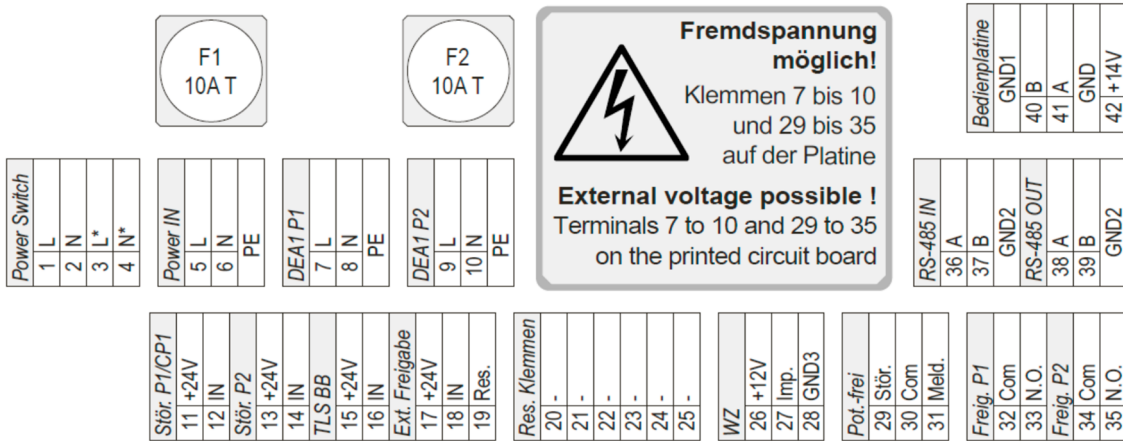 F1
10A T
F2
10A T
Fremdspannung
möglich!
Klemmen 7 bis 10
und 29 bis 35
auf der Platine
External voltage possible !
Terminals 7 to 10 and 29 to 35
on the printed circuit board
Bedienplatine
GND1
40 B
41 A
GND
42 +14V
Power Switch
1 L
2 N
3 L*
4 N*
Power IN
5 L
6 N
PE
DEA1 P1
7 L
8 N
PE
DEA1 P2
9 L
10 N
PE
RS-485 IN
36 A
37 B
GND2
RS-485 OUT
38 A
39 B
GND2
Stör. P1/CP1
11 +24V
12 IN
Stör. P2
13 +24V
14 IN
TLS BB
15 +24V
16 IN
Ext. Freigabe
17 +24V
18 IN
19 Res.
Res. Klemmen
20 -
21 -
22 -
23 -
24 -
25 -
WZ
26 +12V
27 Imp.
28 GND3
Pot.-frei
29 Stör.
30 Com
31 Meld.
Freig. P1
32 Com
33 N.O.
Freig. P2
34 Com
35 N.O.